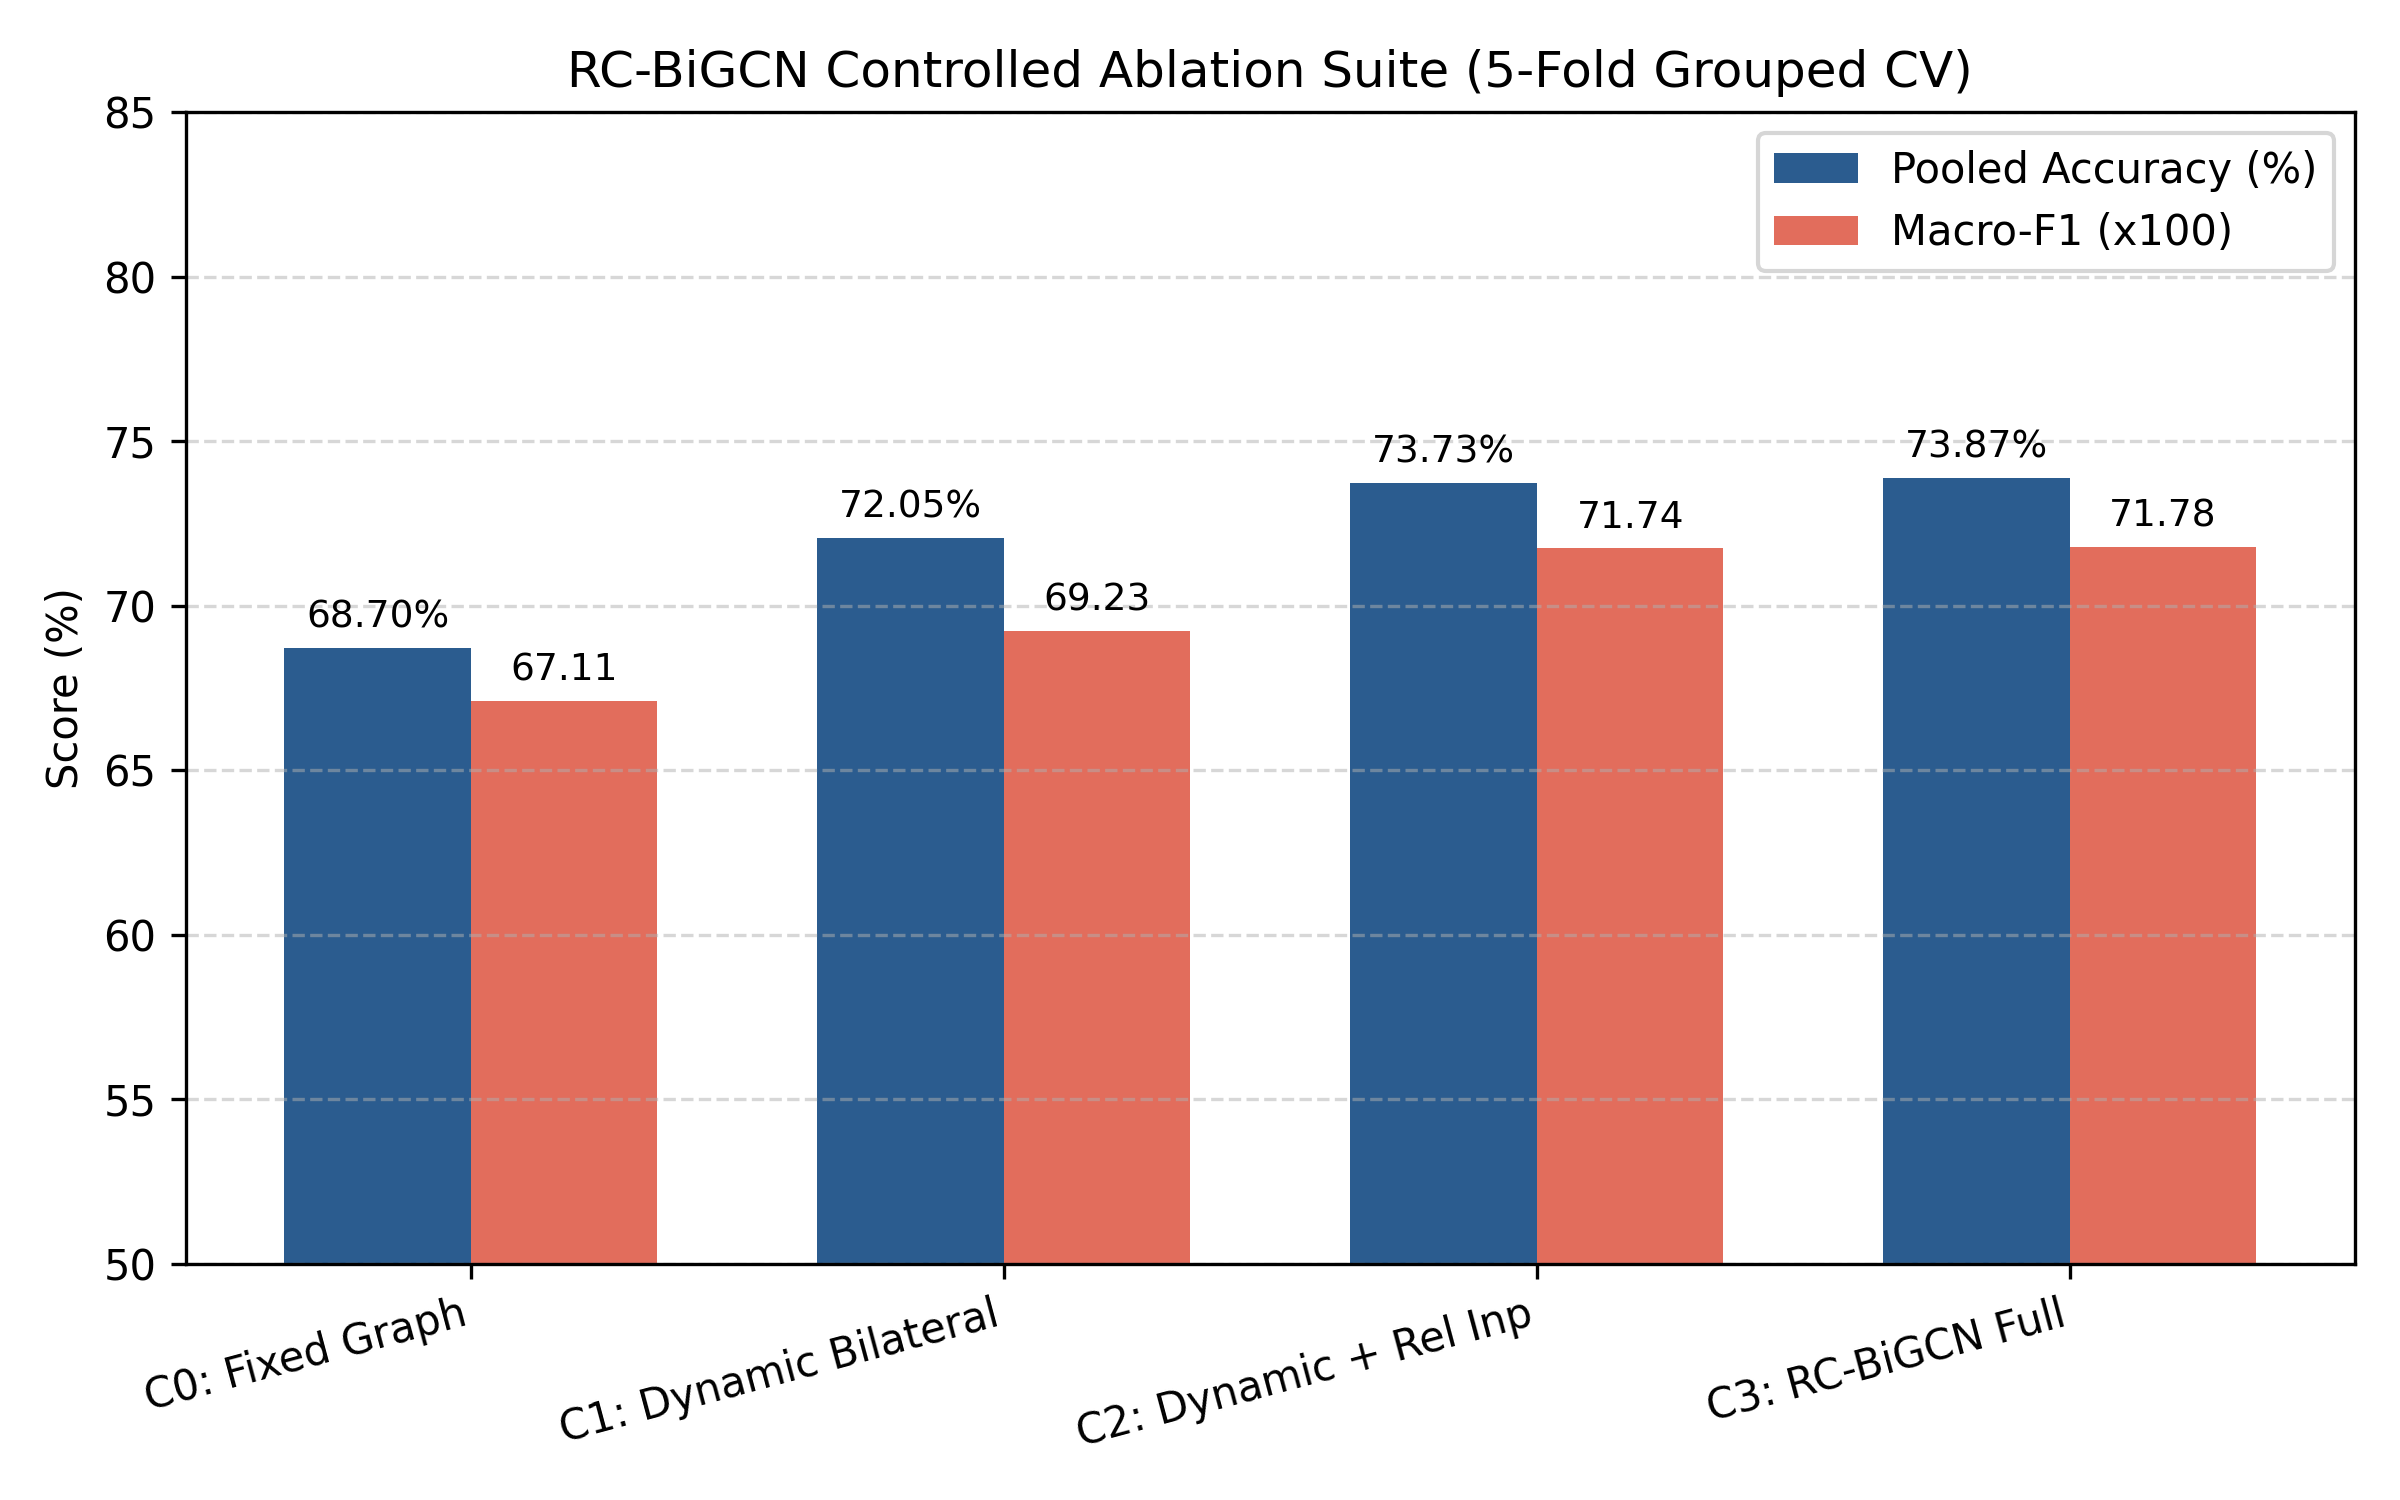 RC-BiGCN Controlled Ablation Suite (5-Fold Grouped CV)
Pooled Accuracy (%)
Macro-F1 (x100)
Score (%)
85
80
75
70
65
60
55
50
68.70%
67.11
72.05%
69.23
73.73%
71.74
73.87%
71.78
C0: Fixed Graph
C1: Dynamic Bilateral
C2: Dynamic + Rel Inp
C3: RC-BiGCN Full